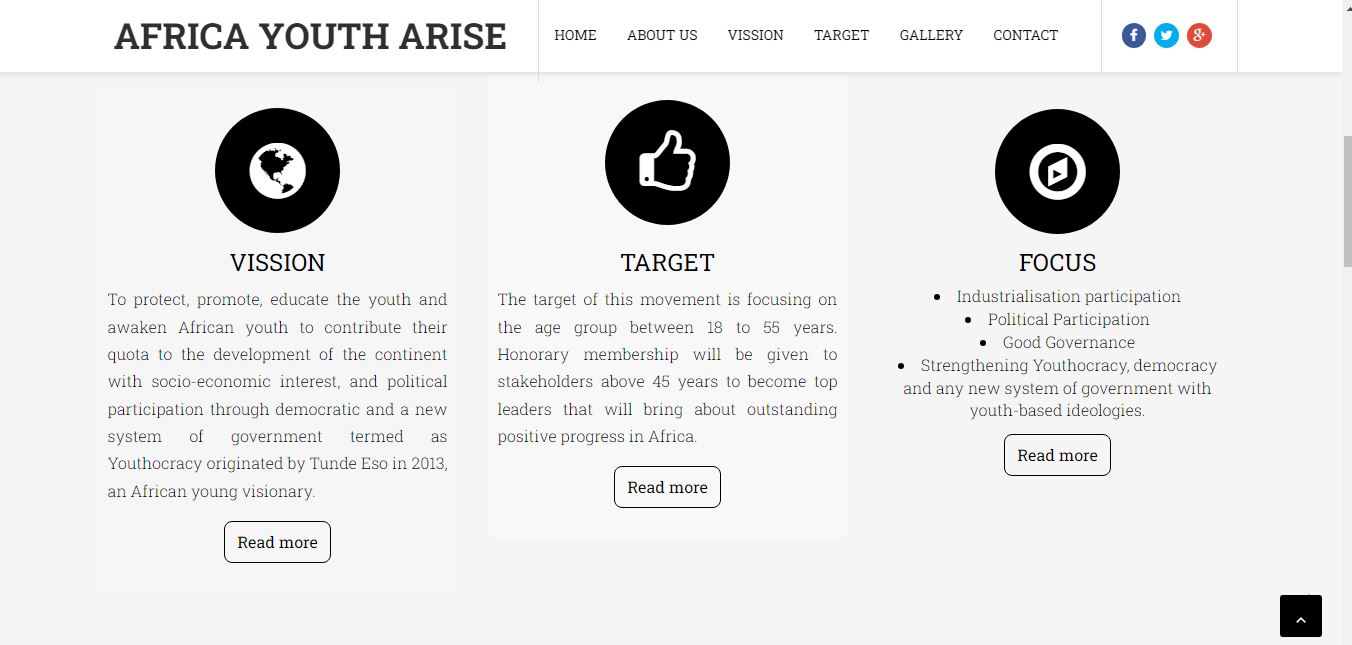 AFRICA YOUTH ARISE
HOME ABOUT US VISSION TARGET GALLERY CONTACT
VISSION
To protect, promote, educate the youth and
awaken African youth to contribute their
quota to the development of the continent
with socio-economic interest, and political
participation through democratic and a new
system of government termed as
Youthocracy originated by Tunde Eso in 2013,
an African young visionary.
Read more
TARGET
The target of this movement is focusing on
the age group between 18 to 55 years.
Honorary membership will be given to
stakeholders above 45 years to become top
leaders that will bring about outstanding
positive progress in Africa.
Read more
FOCUS
• Industrialisation participation
• Political Participation
• Good Governance
• Strengthening Youthocracy, democracy
and any new system of government with
youth-based ideologies.
Read more